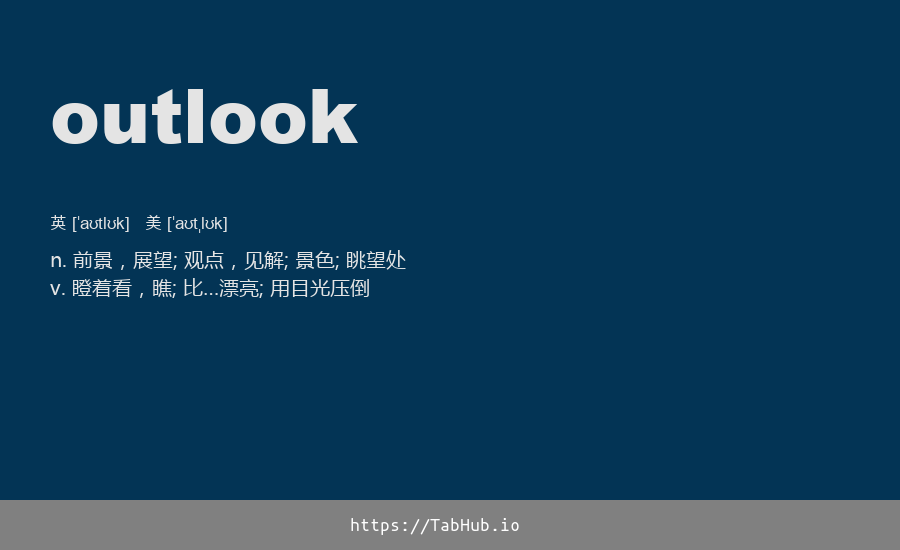 outlook
英 [ˈaʊtlʊk] 美 [ˈaʊtˌlʊk]
n. 前景，展望; 观点，见解; 景色; 眺望处
v. 瞪着看，瞧; 比…漂亮; 用目光压倒
https://TabHub.io